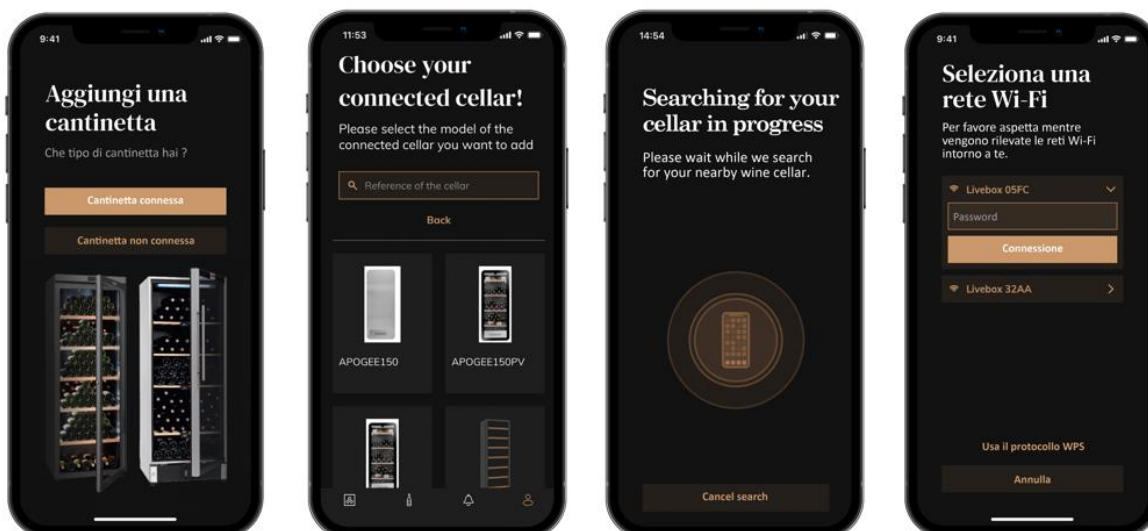 9:41
Aggiungi una
cantinetta
Che tipo di cantinetta hai ?
Cantinetta connessa
Cantinetta non connessa
11:53
Choose your
connected cellar!
Please select the model of the
connected cellar you want to add
Reference of the cellar
Back
APOGEE150
APOGEE150PV
14:54
Searching for your
cellar in progress
Please wait while we search
for your nearby wine cellar.
Cancel search
9:41
Seleziona una
rete Wi-Fi
Per favore aspetta mentre
vengono rilevate le reti Wi-Fi
intorno a te.
Livebox 05FC
Password
Connessione
Livebox 32AA
Usa il protocollo WPS
Annulla